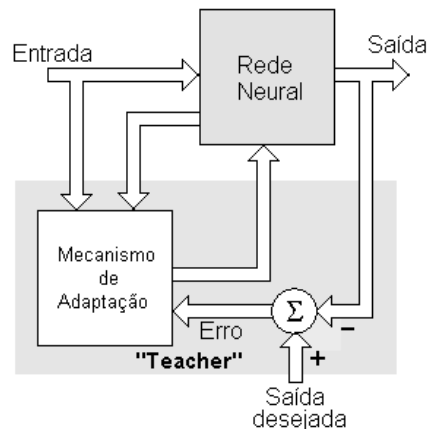 Entrada
Saída
Rede
Neural
Mecanismo
de
Adaptação
Σ
Erro
−
+
"Teacher"
Saída
desejada